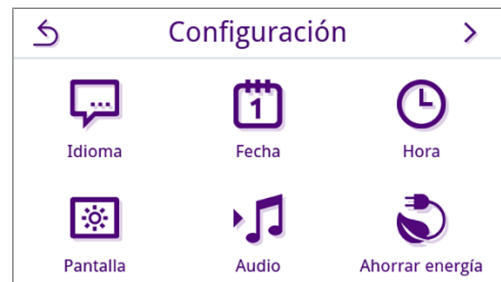 Configuración
1
Idioma
Fecha
Hora
Pantalla
Audio
Ahorrar energía